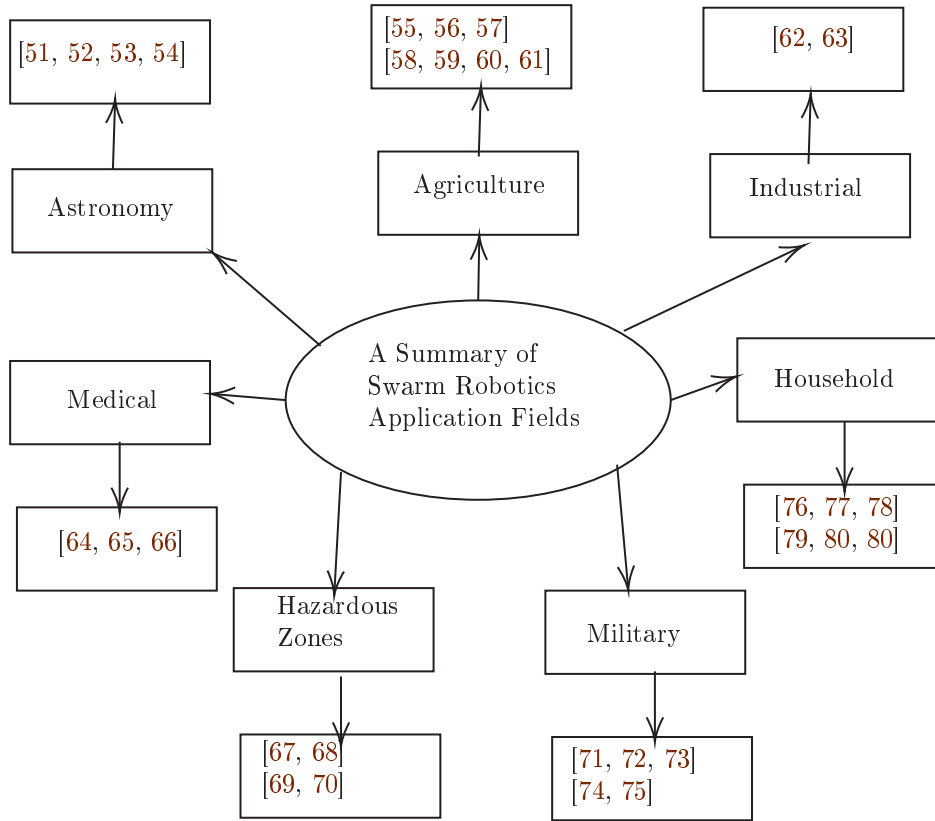 [51, 52, 53, 54]
[55, 56, 57]
[58, 59, 60, 61]
[62, 63]
Astronomy
Agriculture
Industrial
A Summary of
Swarm Robotics
Application Fields
Medical
Household
[64, 65, 66]
[76, 77, 78]
[79, 80, 80]
Hazardous
Zones
Military
[67, 68]
[69, 70]
[71, 72, 73]
[74, 75]